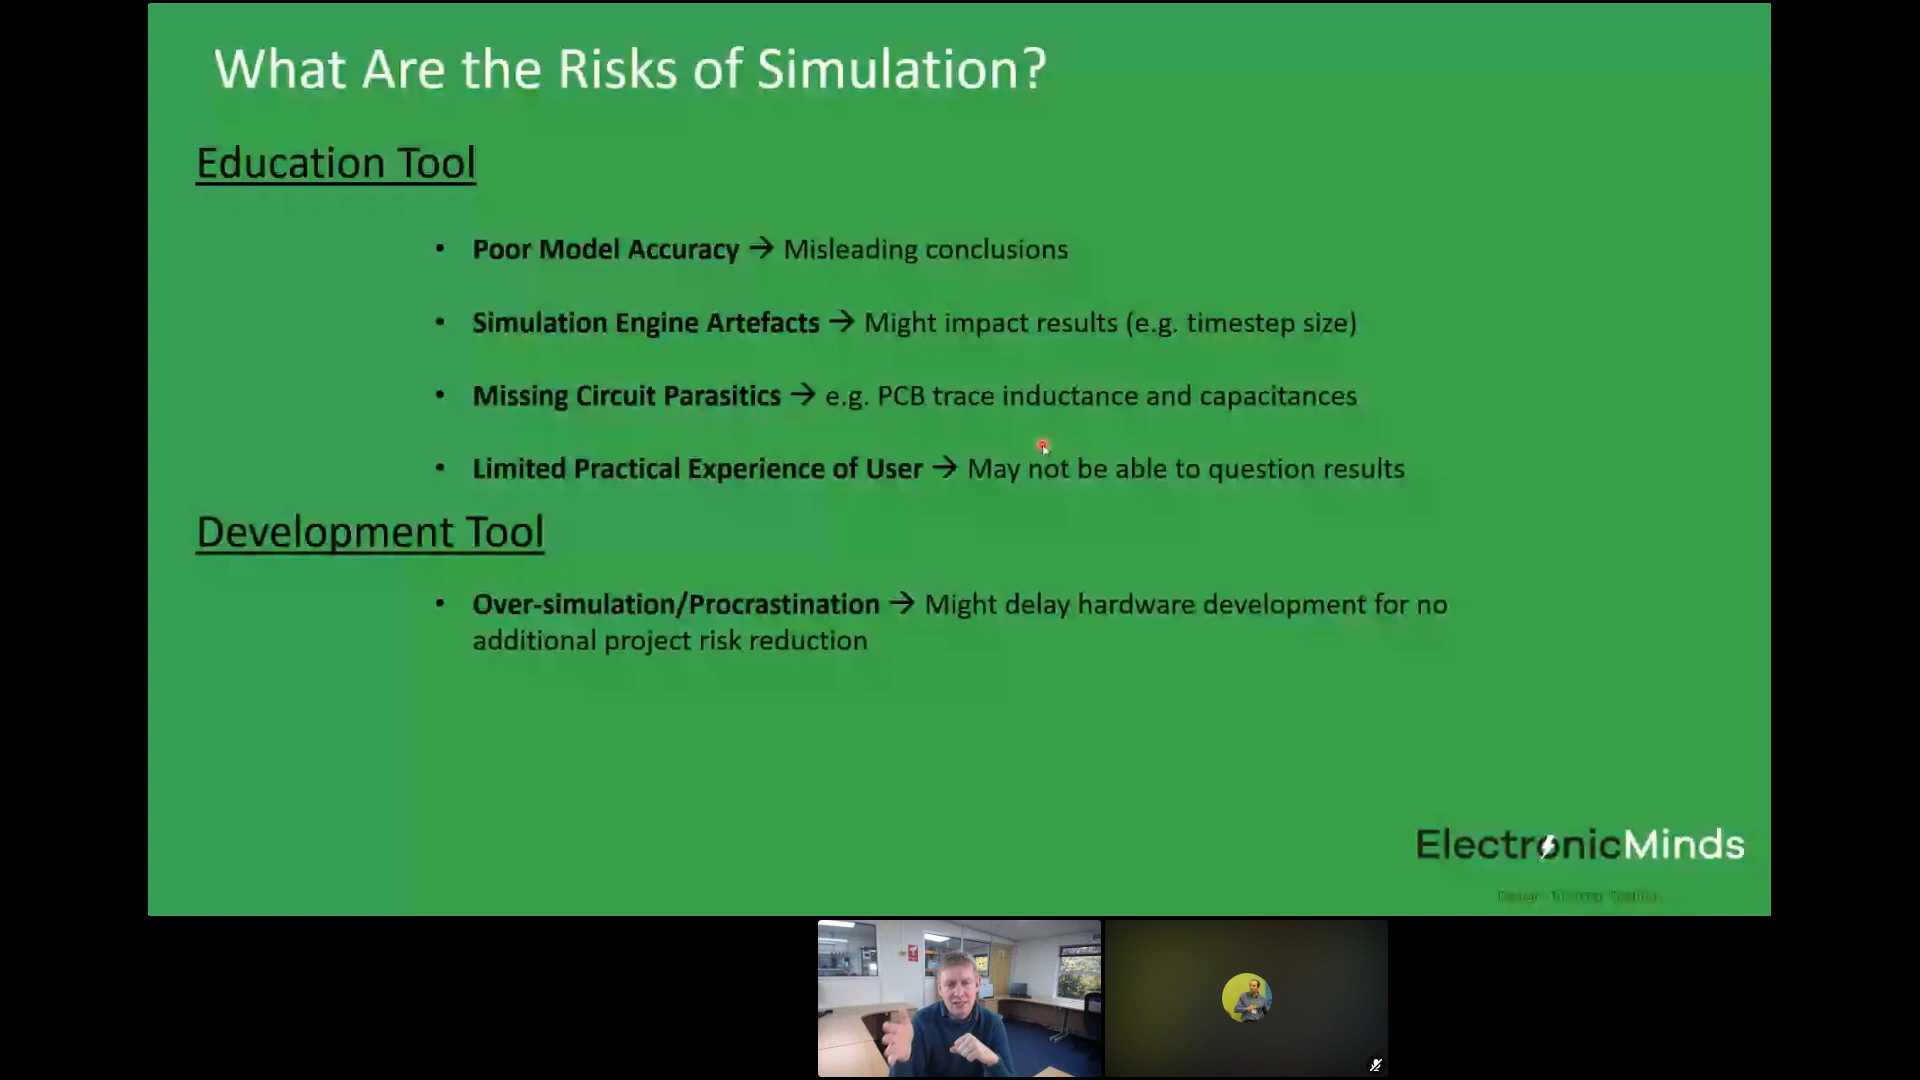 What Are the Risks of Simulation?
Education Tool
• Poor Model Accuracy → Misleading conclusions
• Simulation Engine Artefacts → Might impact results (e.g. timestep size)
• Missing Circuit Parasitics → e.g. PCB trace inductance and capacitances
• Limited Practical Experience of User → May not be able to question results
Development Tool
• Over-simulation/Procrastination → Might delay hardware development for no
additional project risk reduction
ElectronicMinds